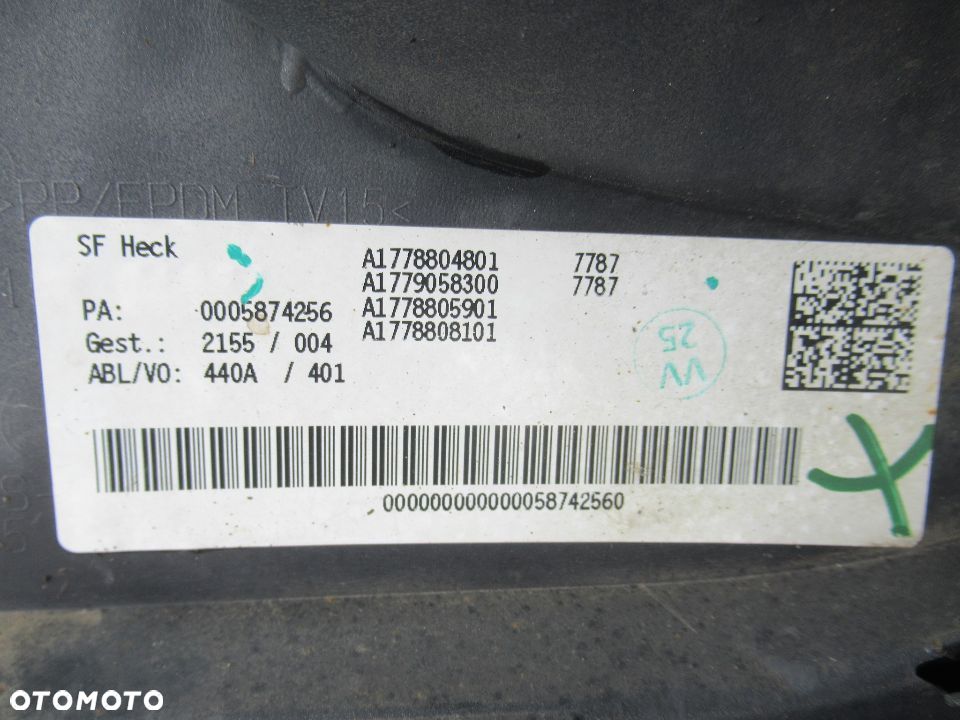 >PP/EPDM TV15<
SF Heck
A1778804801 7787
A1779058300 7787
PA: 0005874256 A1778805901
Gest.: 2155 / 004 A1778808101
ABL/VO: 440A / 401
VV
25
000000000000058742560
OTOMOTO